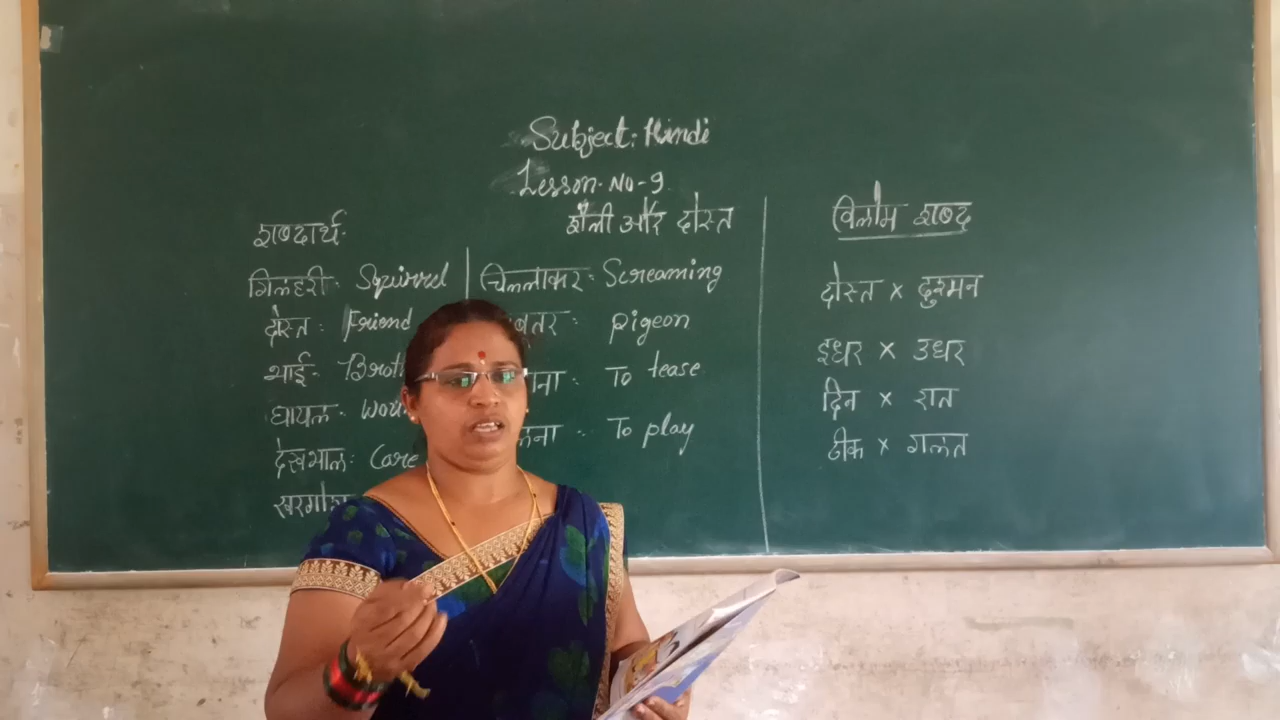 Subject: Hindi
Lesson-No-9
शैली और दोस्त
शब्दार्थ-
गिलहरी- Squirrel
दोस्त: Friend
भाई-
घायल-
देखभाल: Care
चिल्लाकर: Screaming
pigeon
To tease
To play
विलोम शब्द
दोस्त x दुश्मन
इधर x उधर
दिन x रात
ठीक x गलत